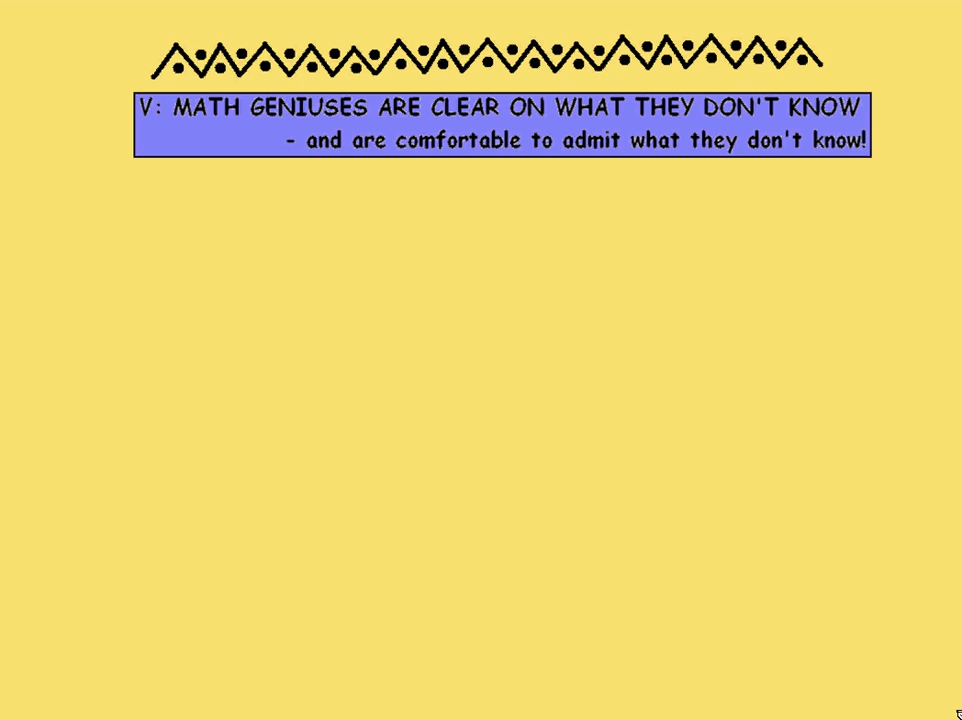 V: MATH GENIUSES ARE CLEAR ON WHAT THEY DON'T KNOW
- and are comfortable to admit what they don't know!